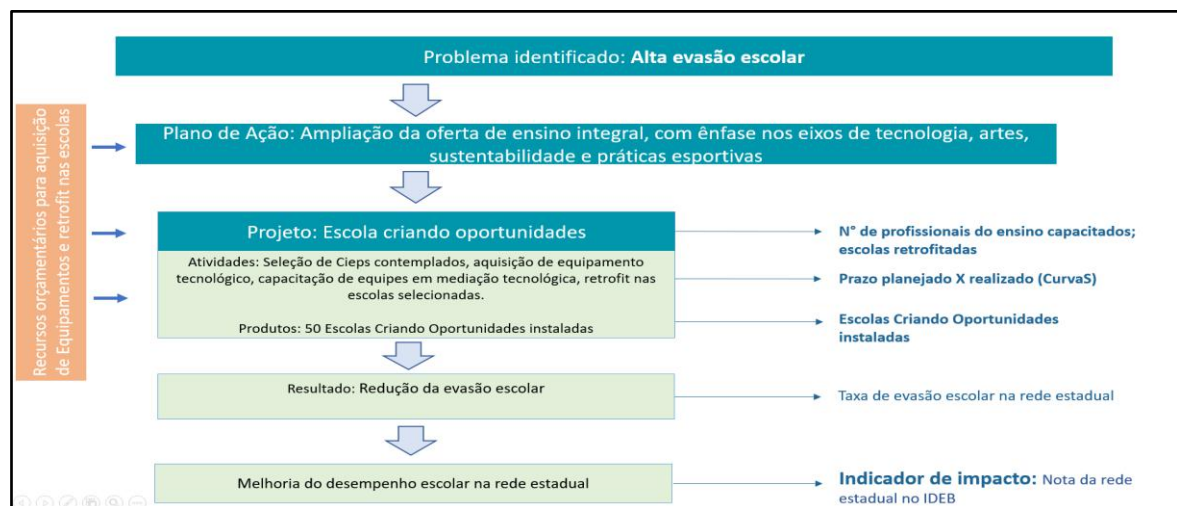 Problema identificado: Alta evasão escolar
Recursos orçamentários para aquisição
de Equipamentos e retrofit nas escolas
Plano de Ação: Ampliação da oferta de ensino integral, com ênfase nos eixos de tecnologia, artes,
sustentabilidade e práticas esportivas
Projeto: Escola criando oportunidades
Atividades: Seleção de Cieps contemplados, aquisição de equipamento
tecnológico, capacitação de equipes em mediação tecnológica, retrofit nas
escolas selecionadas.
Produtos: 50 Escolas Criando Oportunidades instaladas
N° de profissionais do ensino capacitados;
escolas retrofitadas
Prazo planejado X realizado (CurvaS)
Escolas Criando Oportunidades
instaladas
Resultado: Redução da evasão escolar
Taxa de evasão escolar na rede estadual
Melhoria do desempenho escolar na rede estadual
Indicador de impacto: Nota da rede
estadual no IDEB